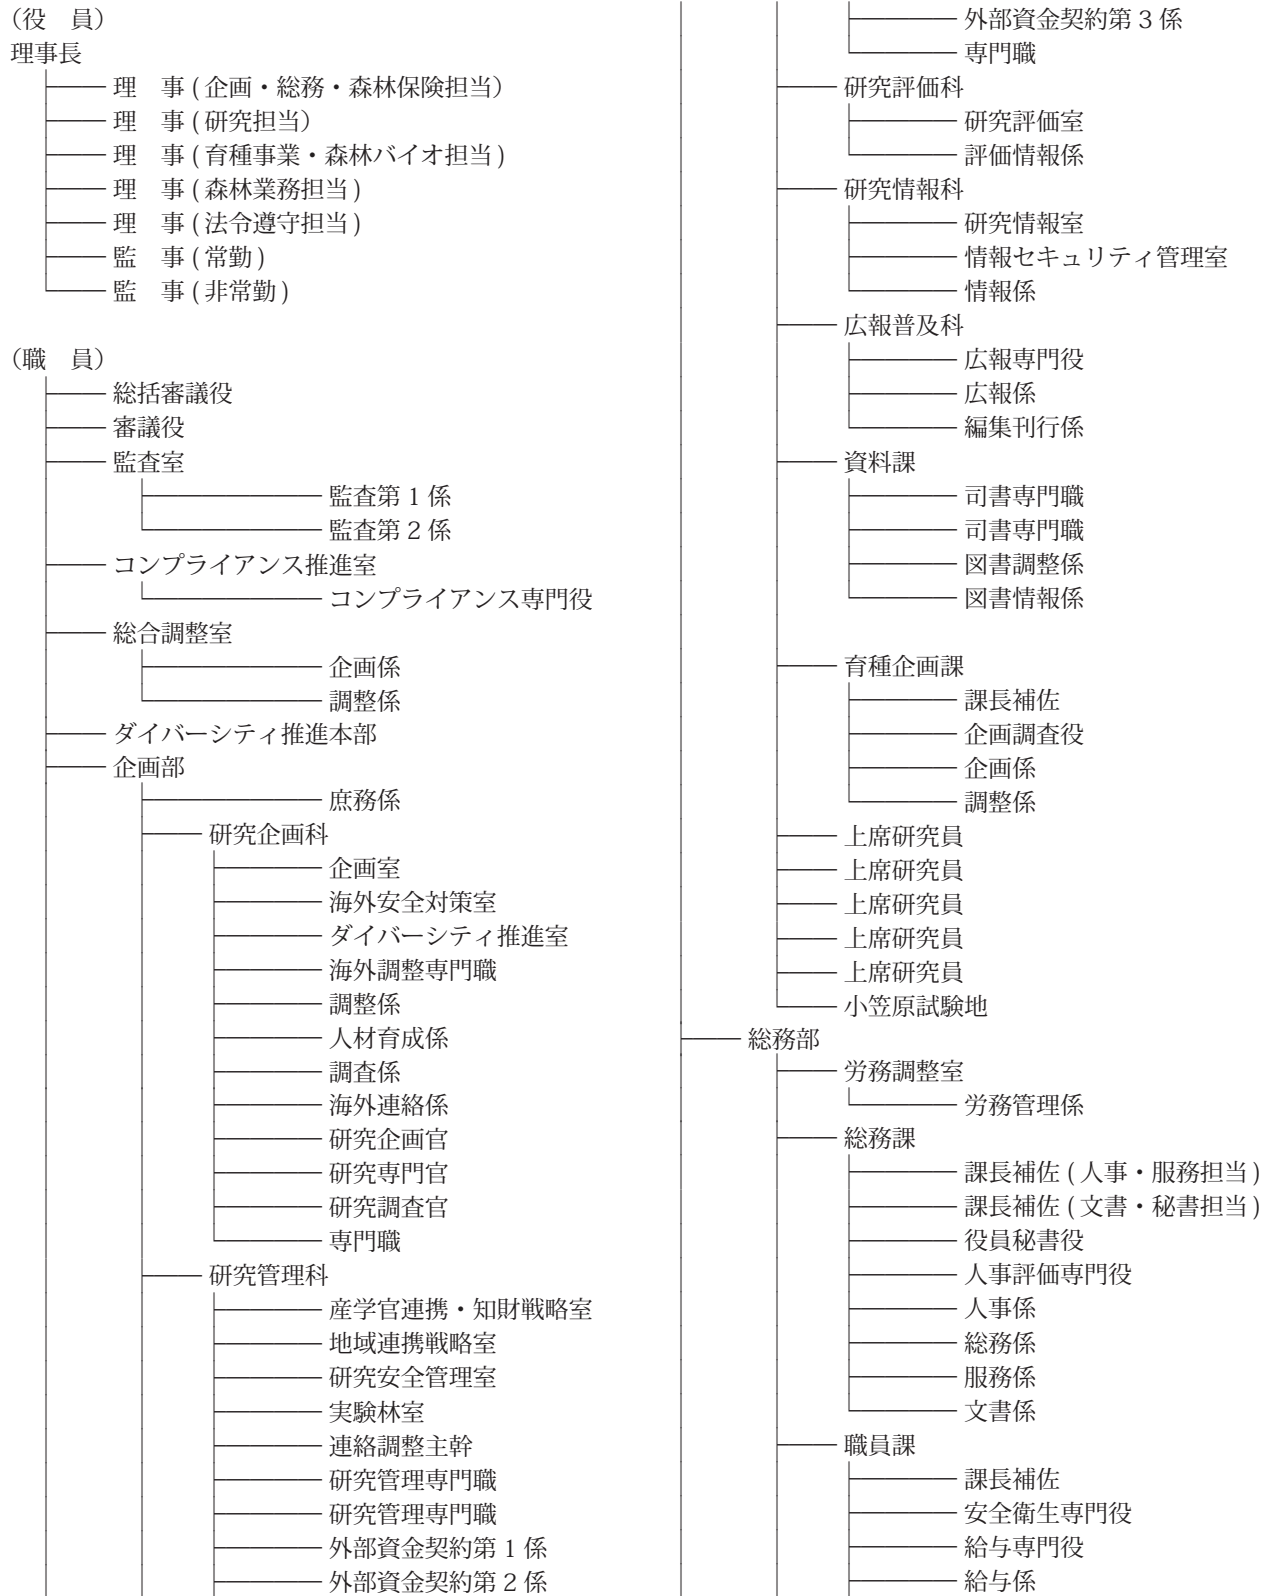 （役　員）
理事長
理　事 ( 企画・総務・森林保険担当）
理　事 ( 研究担当）
理　事 ( 育種事業・森林バイオ担当 )
理　事 ( 森林業務担当 )
理　事 ( 法令遵守担当 )
監　事 ( 常勤 )
監　事 ( 非常勤 )
（職　員）
総括審議役
審議役
監査室
監査第 1 係
監査第 2 係
コンプライアンス推進室
コンプライアンス専門役
総合調整室
企画係
調整係
ダイバーシティ推進本部
企画部
庶務係
研究企画科
企画室
海外安全対策室
ダイバーシティ推進室
海外調整専門職
調整係
人材育成係
調査係
海外連絡係
研究企画官
研究専門官
研究調査官
専門職
研究管理科
産学官連携・知財戦略室
地域連携戦略室
研究安全管理室
実験林室
連絡調整主幹
研究管理専門職
研究管理専門職
外部資金契約第 1 係
外部資金契約第 2 係
外部資金契約第 3 係
専門職
研究評価科
研究評価室
評価情報係
研究情報科
研究情報室
情報セキュリティ管理室
情報係
広報普及科
広報専門役
広報係
編集刊行係
資料課
司書専門職
司書専門職
図書調整係
図書情報係
育種企画課
課長補佐
企画調査役
企画係
調整係
上席研究員
上席研究員
上席研究員
上席研究員
上席研究員
小笠原試験地
総務部
労務調整室
労務管理係
総務課
課長補佐 ( 人事・服務担当 )
課長補佐 ( 文書・秘書担当 )
役員秘書役
人事評価専門役
人事係
総務係
服務係
文書係
職員課
課長補佐
安全衛生専門役
給与専門役
給与係